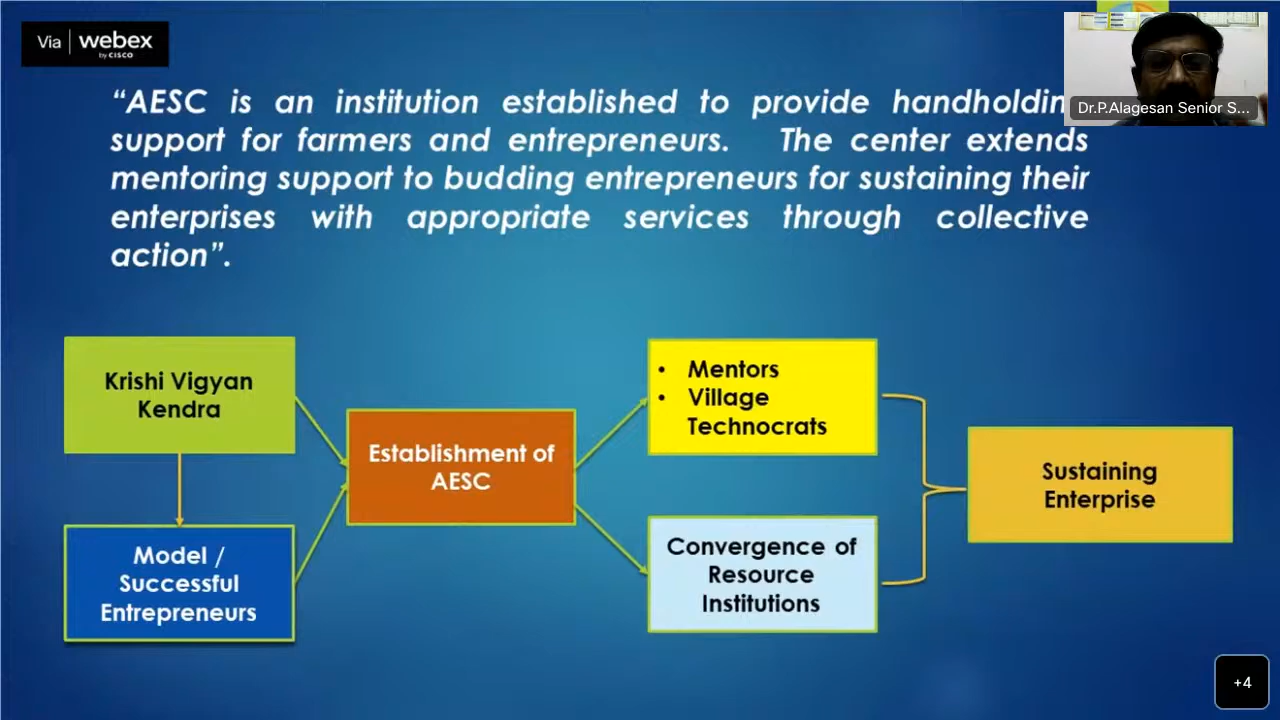 Via | webex
by CISCO
Dr.P.Alagesan Senior S...
“AESC is an institution established to provide handholdin
support for farmers and entrepreneurs. The center extends
mentoring support to budding entrepreneurs for sustaining their
enterprises with appropriate services through collective
action”.
Krishi Vigyan
Kendra
Model /
Successful
Entrepreneurs
Establishment of
AESC
• Mentors
• Village
Technocrats
Convergence of
Resource
Institutions
Sustaining
Enterprise
+4